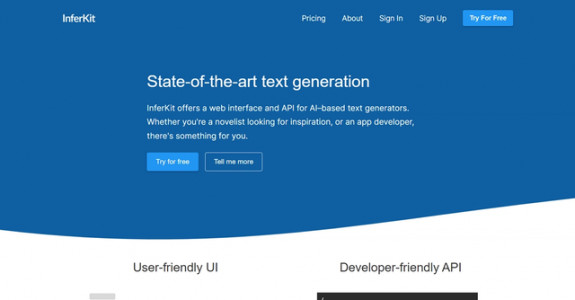 InferKit
Pricing About Sign In Sign Up Try For Free
State-of-the-art text generation
InferKit offers a web interface and API for AI–based text generators.
Whether you're a novelist looking for inspiration, or an app developer,
there's something for you.
Try for free Tell me more
User-friendly UI Developer-friendly API